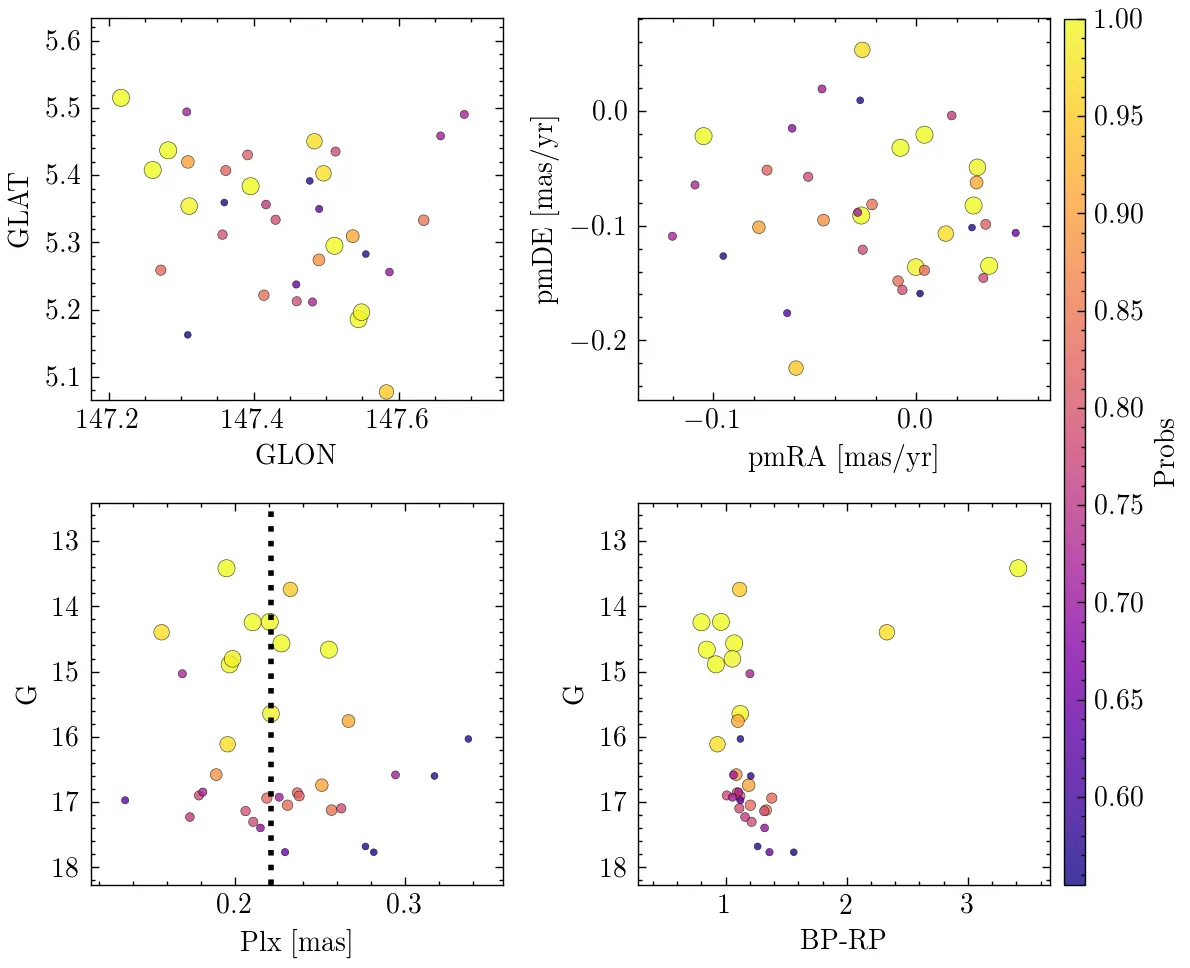 5.6
5.5
5.4
5.3
5.2
5.1
GLAT
147.2 147.4 147.6
GLON
0.0
−0.1
−0.2
pmDE [mas/yr]
−0.1 0.0
pmRA [mas/yr]
13
14
15
16
17
18
G
0.2 0.3
Plx [mas]
13
14
15
16
17
18
G
1 2 3
BP-RP
1.00
0.95
0.90
0.85
0.80
0.75
0.70
0.65
0.60
Probs